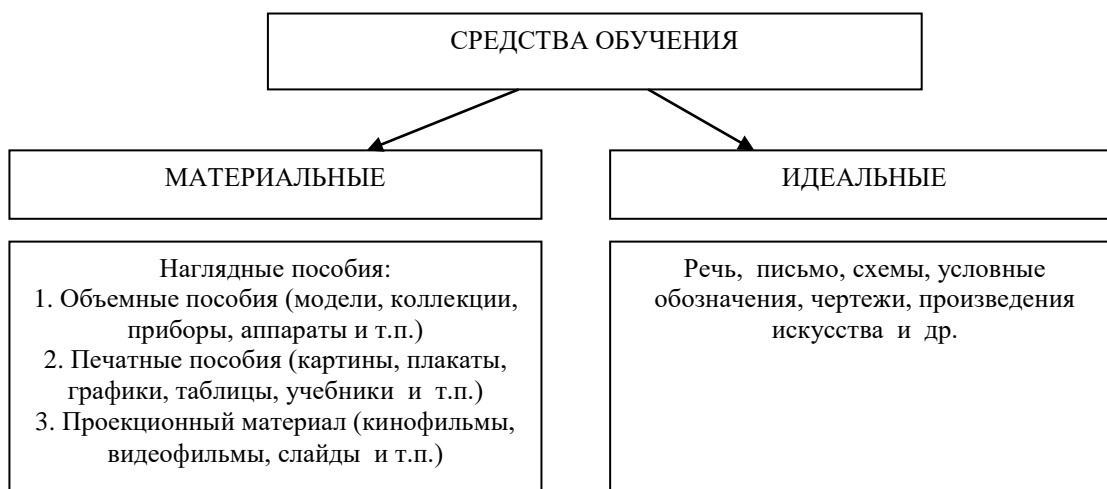 СРЕДСТВА ОБУЧЕНИЯ
МАТЕРИАЛЬНЫЕ
ИДЕАЛЬНЫЕ
Наглядные пособия:
1. Объемные пособия (модели, коллекции,
приборы, аппараты и т.п.)
2. Печатные пособия (картины, плакаты,
графики, таблицы, учебники и т.п.)
3. Проекционный материал (кинофильмы,
видеофильмы, слайды и т.п.)
Речь, письмо, схемы, условные
обозначения, чертежи, произведения
искусства и др.